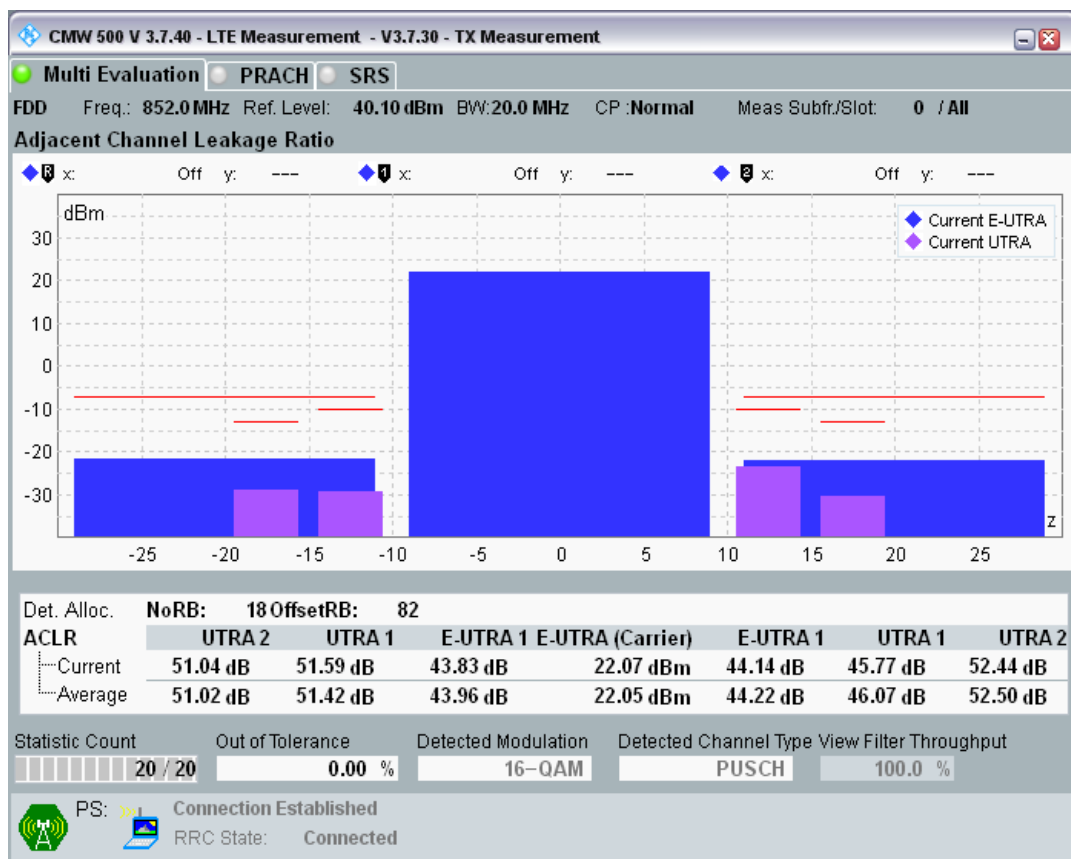 CMW 500 V 3.7.40 - LTE Measurement - V3.7.30 - TX Measurement
Multi Evaluation PRACH SRS
FDD Freq.: 852.0 MHz Ref. Level: 40.10 dBm BW: 20.0 MHz CP :Normal Meas Subfr./Slot: 0 / All
Adjacent Channel Leakage Ratio
R x: Off y: --- 1 x: Off y: --- 2 x: Off y: ---
dBm
Current E-UTRA
Current UTRA
30
20
10
0
-10
-20
-30
z
-25 -20 -15 -10 -5 0 5 10 15 20 25
Det. Alloc. NoRB: 18 OffsetRB: 82
ACLR UTRA 2 UTRA 1 E-UTRA 1 E-UTRA (Carrier) E-UTRA 1 UTRA 1 UTRA 2
Current 51.04 dB 51.59 dB 43.83 dB 22.07 dBm 44.14 dB 45.77 dB 52.44 dB
Average 51.02 dB 51.42 dB 43.96 dB 22.05 dBm 44.22 dB 46.07 dB 52.50 dB
Statistic Count Out of Tolerance Detected Modulation Detected Channel Type View Filter Throughput
20 / 20 0.00 % 16-QAM PUSCH 100.0 %
PS: Connection Established
RRC State: Connected